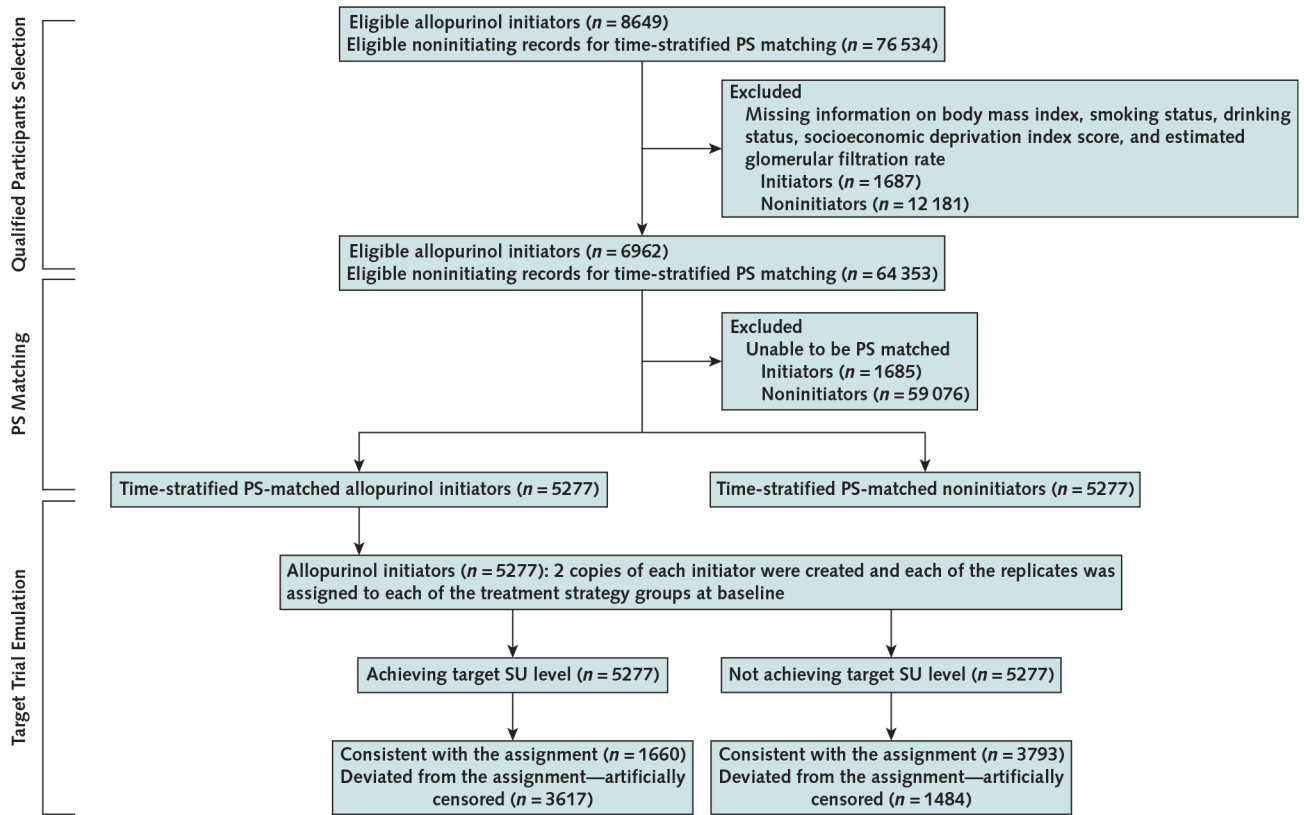 Qualified Participants Selection
Eligible allopurinol initiators (n = 8649)
Eligible noninitiating records for time-stratified PS matching (n = 76 534)
Excluded
Missing information on body mass index, smoking status, drinking
status, socioeconomic deprivation index score, and estimated
glomerular filtration rate
Initiators (n = 1687)
Noninitiators (n = 12 181)
Eligible allopurinol initiators (n = 6962)
Eligible noninitiating records for time-stratified PS matching (n = 64 353)
PS Matching
Excluded
Unable to be PS matched
Initiators (n = 1685)
Noninitiators (n = 59 076)
Time-stratified PS-matched allopurinol initiators (n = 5277)
Time-stratified PS-matched noninitiators (n = 5277)
Target Trial Emulation
Allopurinol initiators (n = 5277): 2 copies of each initiator were created and each of the replicates was
assigned to each of the treatment strategy groups at baseline
Achieving target SU level (n = 5277)
Not achieving target SU level (n = 5277)
Consistent with the assignment (n = 1660)
Deviated from the assignment—artificially
censored (n = 3617)
Consistent with the assignment (n = 3793)
Deviated from the assignment—artificially
censored (n = 1484)